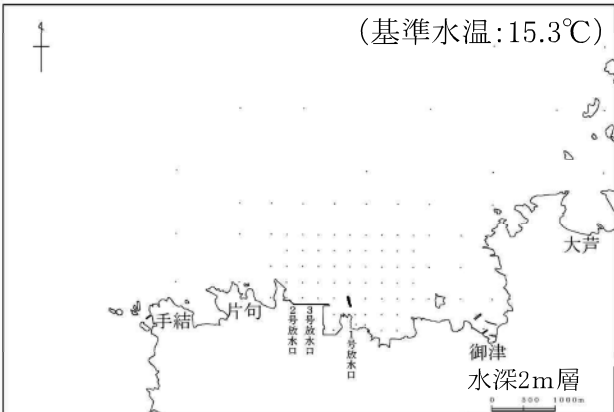 (基準水温:15.3℃)
大芦
手結
片句
2号放水口
3号放水口
1号放水口
御津
水深2m層
0 500 1000m